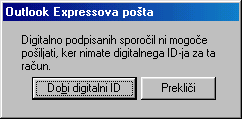 Outlook Expressova pošta
Digitalno podpisanih sporočil ni mogoče
pošiljati, ker nimate digitalnega ID-ja za ta
račun.
Dobi digitalni ID
Prekliči